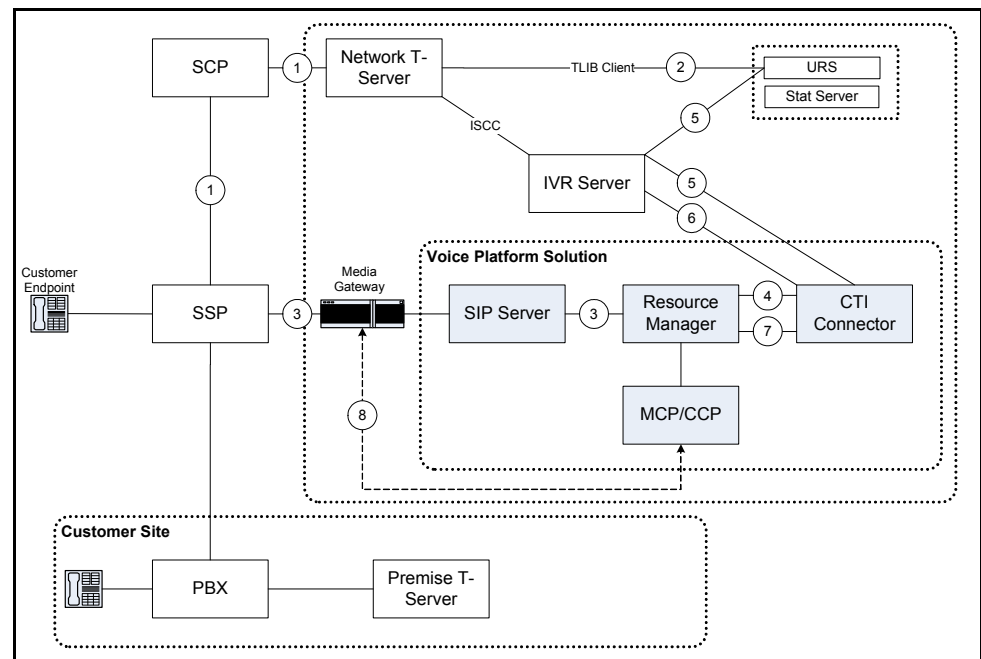 SCP
1
Network T-
Server
TLIB Client
2
URS
Stat Server
ISCC
5
IVR Server
5
6
1
Voice Platform Solution
Customer
Endpoint
SSP
3
Media
Gateway
SIP Server
3
Resource
Manager
4
7
CTI
Connector
8
MCP/CCP
Customer Site
PBX
Premise T-
Server